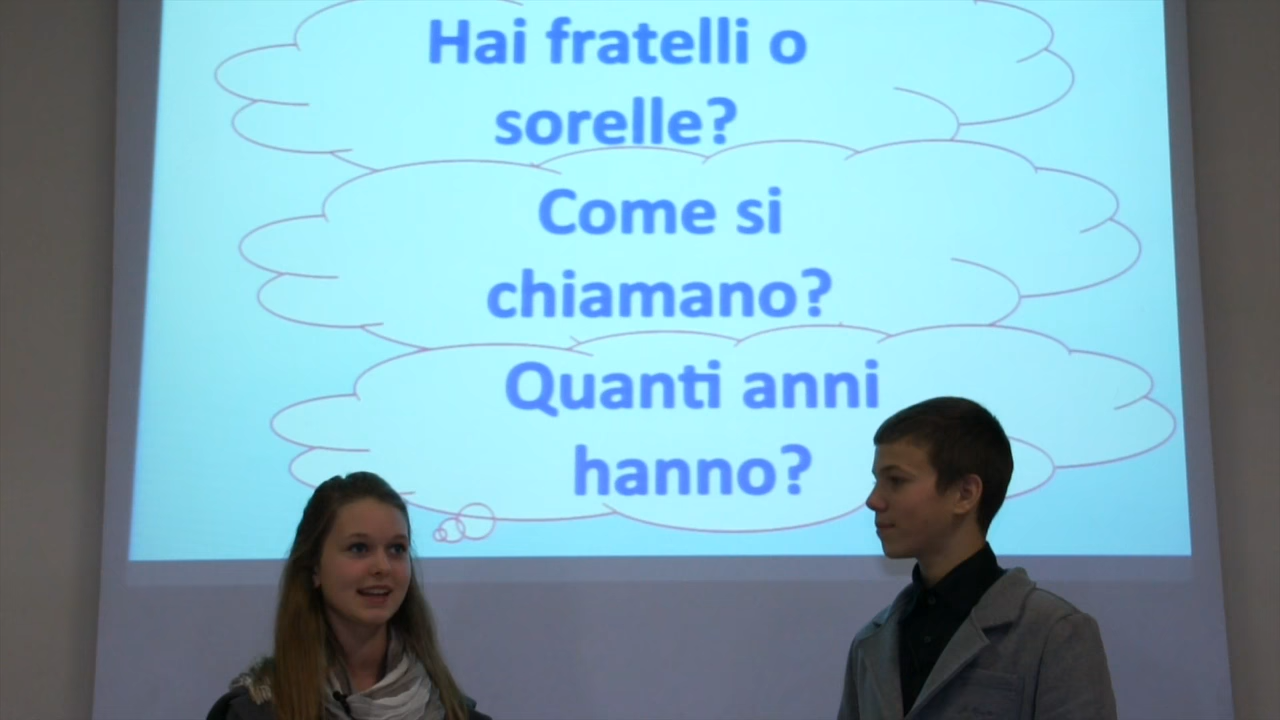 Hai fratelli o
sorelle?
Come si
chiamano?
Quanti anni
hanno?